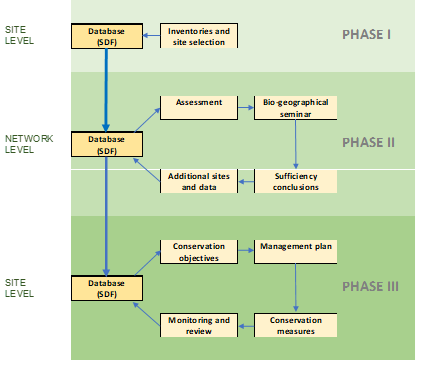 SITE
LEVEL
Database
(SDF)
Inventories and
site selection
PHASE I
Assessment
Bio-geographical
seminar
NETWORK
LEVEL
Database
(SDF)
PHASE II
Additional sites
and data
Sufficiency
conclusions
Conservation
objectives
Management plan
SITE
LEVEL
Database
(SDF)
PHASE III
Monitoring and
review
Conservation
measures